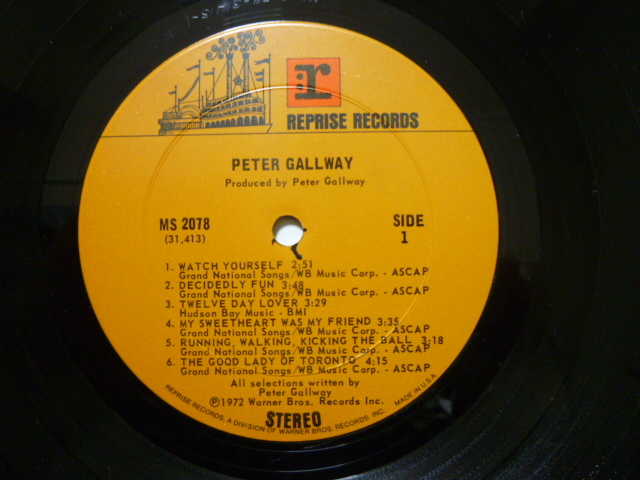 r
REPRISE RECORDS
PETER GALLWAY
Produced by Peter Gallway
MS 2078
(31,413)
SIDE
1
1. WATCH YOURSELF 2:51
Grand National Songs/WB Music Corp. - ASCAP
2. DECIDEDLY FUN 3:48
Grand National Songs/WB Music Corp. - ASCAP
3. TWELVE DAY LOVER 3:29
Hudson Bay Music - BMI
4. MY SWEETHEART WAS MY FRIEND 3:35
Grand National Songs/WB Music Corp. - ASCAP
5. RUNNING, WALKING, KICKING THE BALL 3:18
Grand National Songs/WB Music Corp. - ASCAP
6. THE GOOD LADY OF TORONTO 4:15
Grand National Songs/WB Music Corp. - ASCAP
All selections written by
Peter Gallway
℗1972 Warner Bros. Records Inc.
STEREO
REPRISE RECORDS, A DIVISION OF WARNER BROS. RECORDS INC. MADE IN U.S.A.